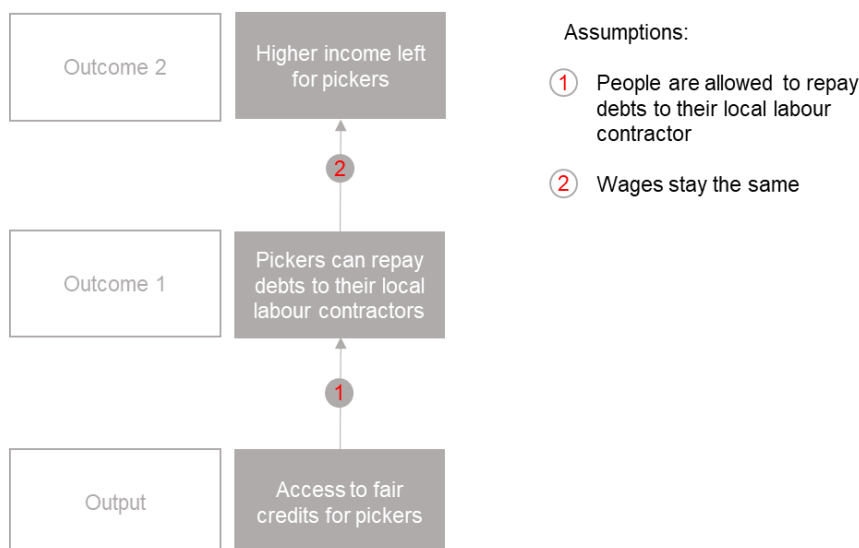 Outcome 2
Higher income left
for pickers
2
Outcome 1
Pickers can repay
debts to their local
labour contractors
1
Output
Access to fair
credits for pickers
Assumptions:
1 People are allowed to repay
debts to their local labour
contractor
2 Wages stay the same